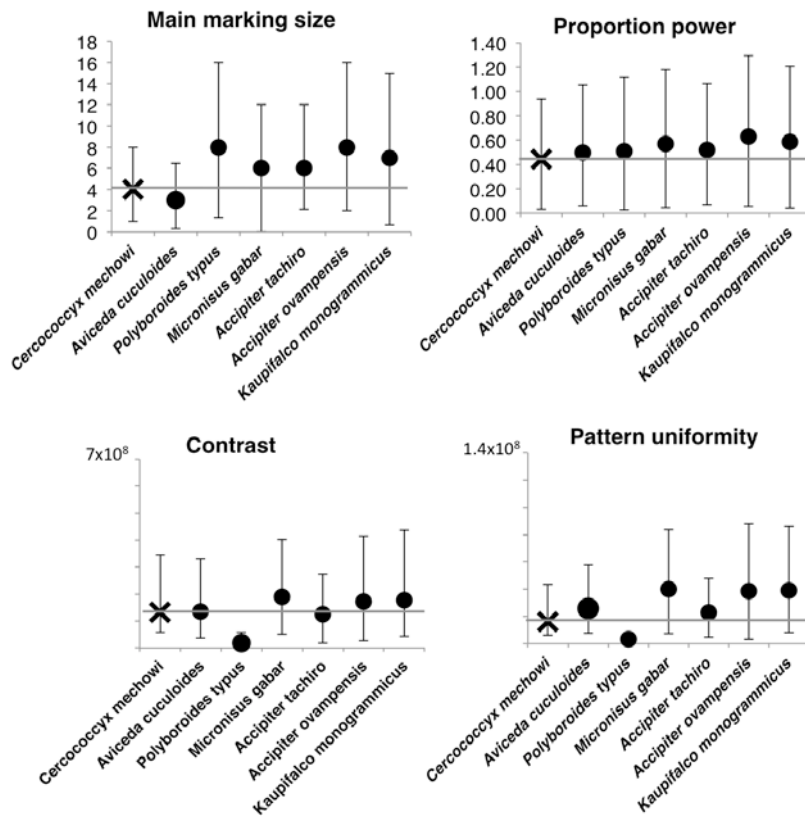 Main marking size
18
16
14
12
10
8
6
4
2
0
Cercococcyx mechowi
Aviceda cuculoides
Polyboroides typus
Micronisus gabar
Accipiter tachiro
Accipiter ovampensis
Kaupifalco monogrammicus
Proportion power
1.40
1.20
1.00
0.80
0.60
0.40
0.20
0.00
Cercococcyx mechowi
Aviceda cuculoides
Polyboroides typus
Micronisus gabar
Accipiter tachiro
Accipiter ovampensis
Kaupifalco monogrammicus
Contrast
7x10⁸
Cercococcyx mechowi
Aviceda cuculoides
Polyboroides typus
Micronisus gabar
Accipiter tachiro
Accipiter ovampensis
Kaupifalco monogrammicus
Pattern uniformity
1.4x10⁸
Cercococcyx mechowi
Aviceda cuculoides
Polyboroides typus
Micronisus gabar
Accipiter tachiro
Accipiter ovampensis
Kaupifalco monogrammicus